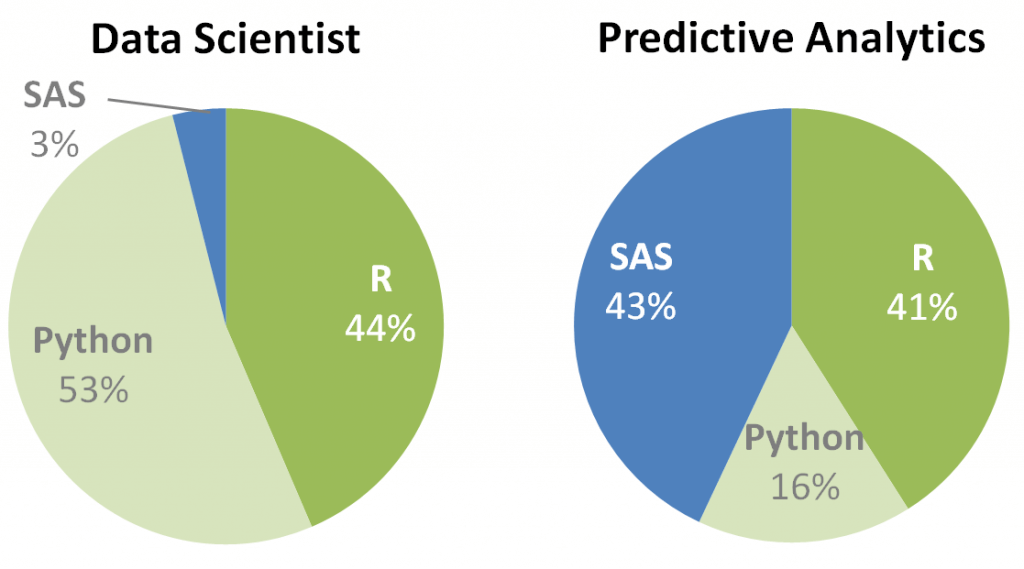 Data Scientist
SAS
3%
R
44%
Python
53%
Predictive Analytics
SAS
43%
R
41%
Python
16%